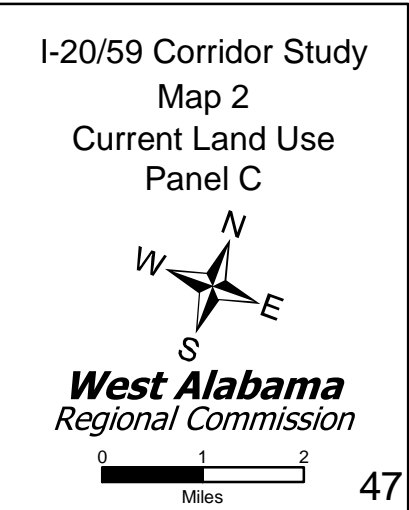 I-20/59 Corridor Study
Map 2
Current Land Use
Panel C
N
W
E
S
West Alabama
Regional Commission
0 1 2
Miles
47